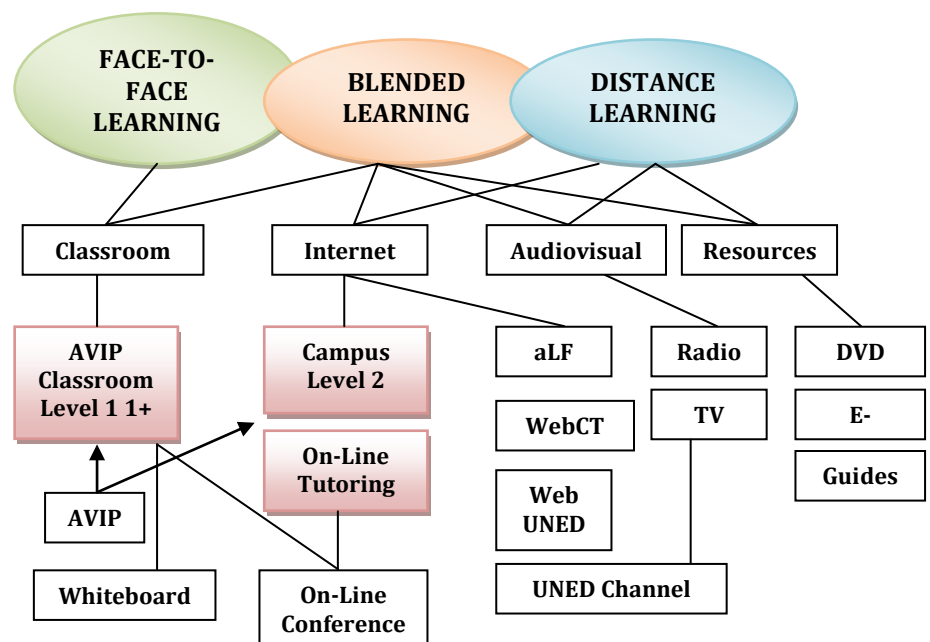 FACE-TO-
FACE
LEARNING
BLENDED
LEARNING
DISTANCE
LEARNING
Classroom
Internet
Audiovisual
Resources
AVIP
Classroom
Level 1 1+
Campus
Level 2
aLF
Radio
DVD
WebCT
TV
E-
On-Line
Tutoring
Guides
AVIP
Web
UNED
Whiteboard
On-Line
Conference
UNED Channel